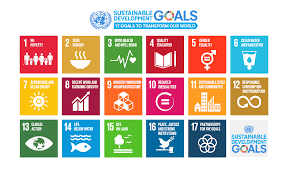 SUSTAINABLE
DEVELOPMENT
GOALS
17 GOALS TO TRANSFORM OUR WORLD
1 NO
POVERTY
2 ZERO
HUNGER
3 GOOD HEALTH
AND WELL-BEING
4 QUALITY
EDUCATION
5 GENDER
EQUALITY
6 CLEAN WATER
AND SANITATION
7 AFFORDABLE AND
CLEAN ENERGY
8 DECENT WORK AND
ECONOMIC GROWTH
9 INDUSTRY, INNOVATION
AND INFRASTRUCTURE
10 REDUCED
INEQUALITIES
11 SUSTAINABLE CITIES
AND COMMUNITIES
12 RESPONSIBLE
CONSUMPTION
AND PRODUCTION
13 CLIMATE
ACTION
14 LIFE
BELOW WATER
15 LIFE
ON LAND
16 PEACE, JUSTICE
AND STRONG
INSTITUTIONS
17 PARTNERSHIPS
FOR THE GOALS
SUSTAINABLE
DEVELOPMENT
GOALS